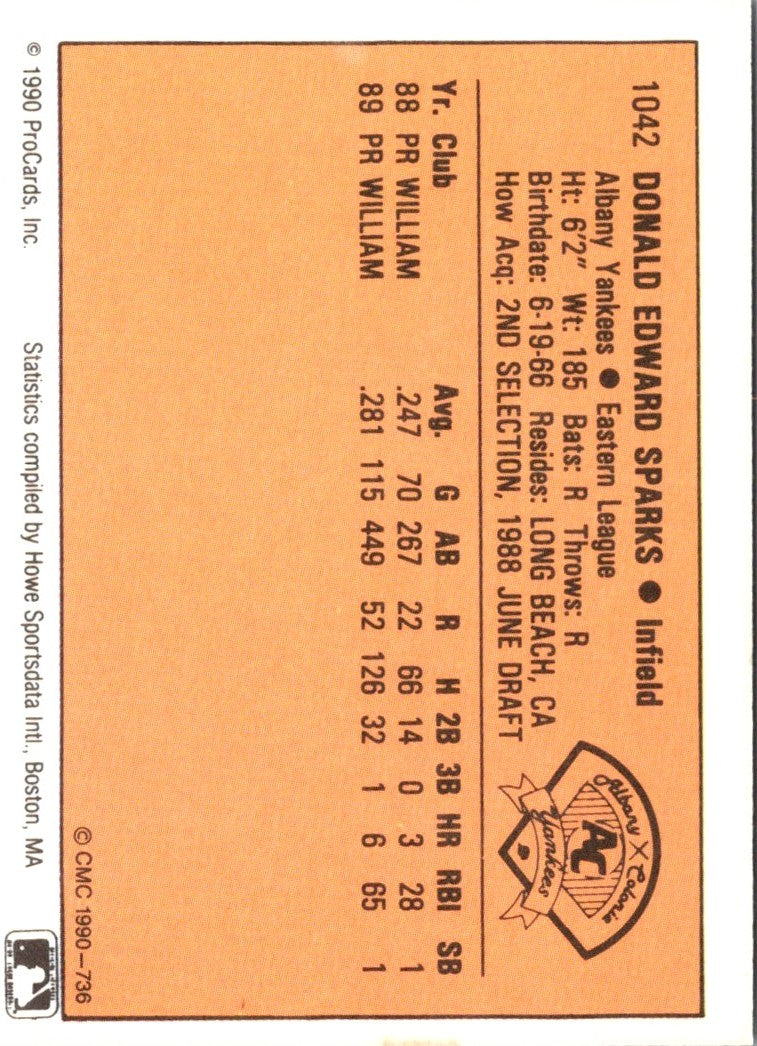 1042 DONALD EDWARD SPARKS ● Infield
Albany Yankees ● Eastern League
Ht: 6'2" Wt: 185 Bats: R Throws: R
Birthdate: 6-19-66 Resides: LONG BEACH, CA
How Acq: 2ND SELECTION, 1988 JUNE DRAFT
Albany Colonie
AC
Yankees
Yr. Club Avg. G AB R H 2B 3B HR RBI SB
88 PR WILLIAM .247 70 267 22 66 14 0 3 28 1
89 PR WILLIAM .281 115 449 52 126 32 1 6 65 1
© CMC 1990-736
© 1990 ProCards, Inc. Statistics compiled by Howe Sportsdata Intl., Boston, MA